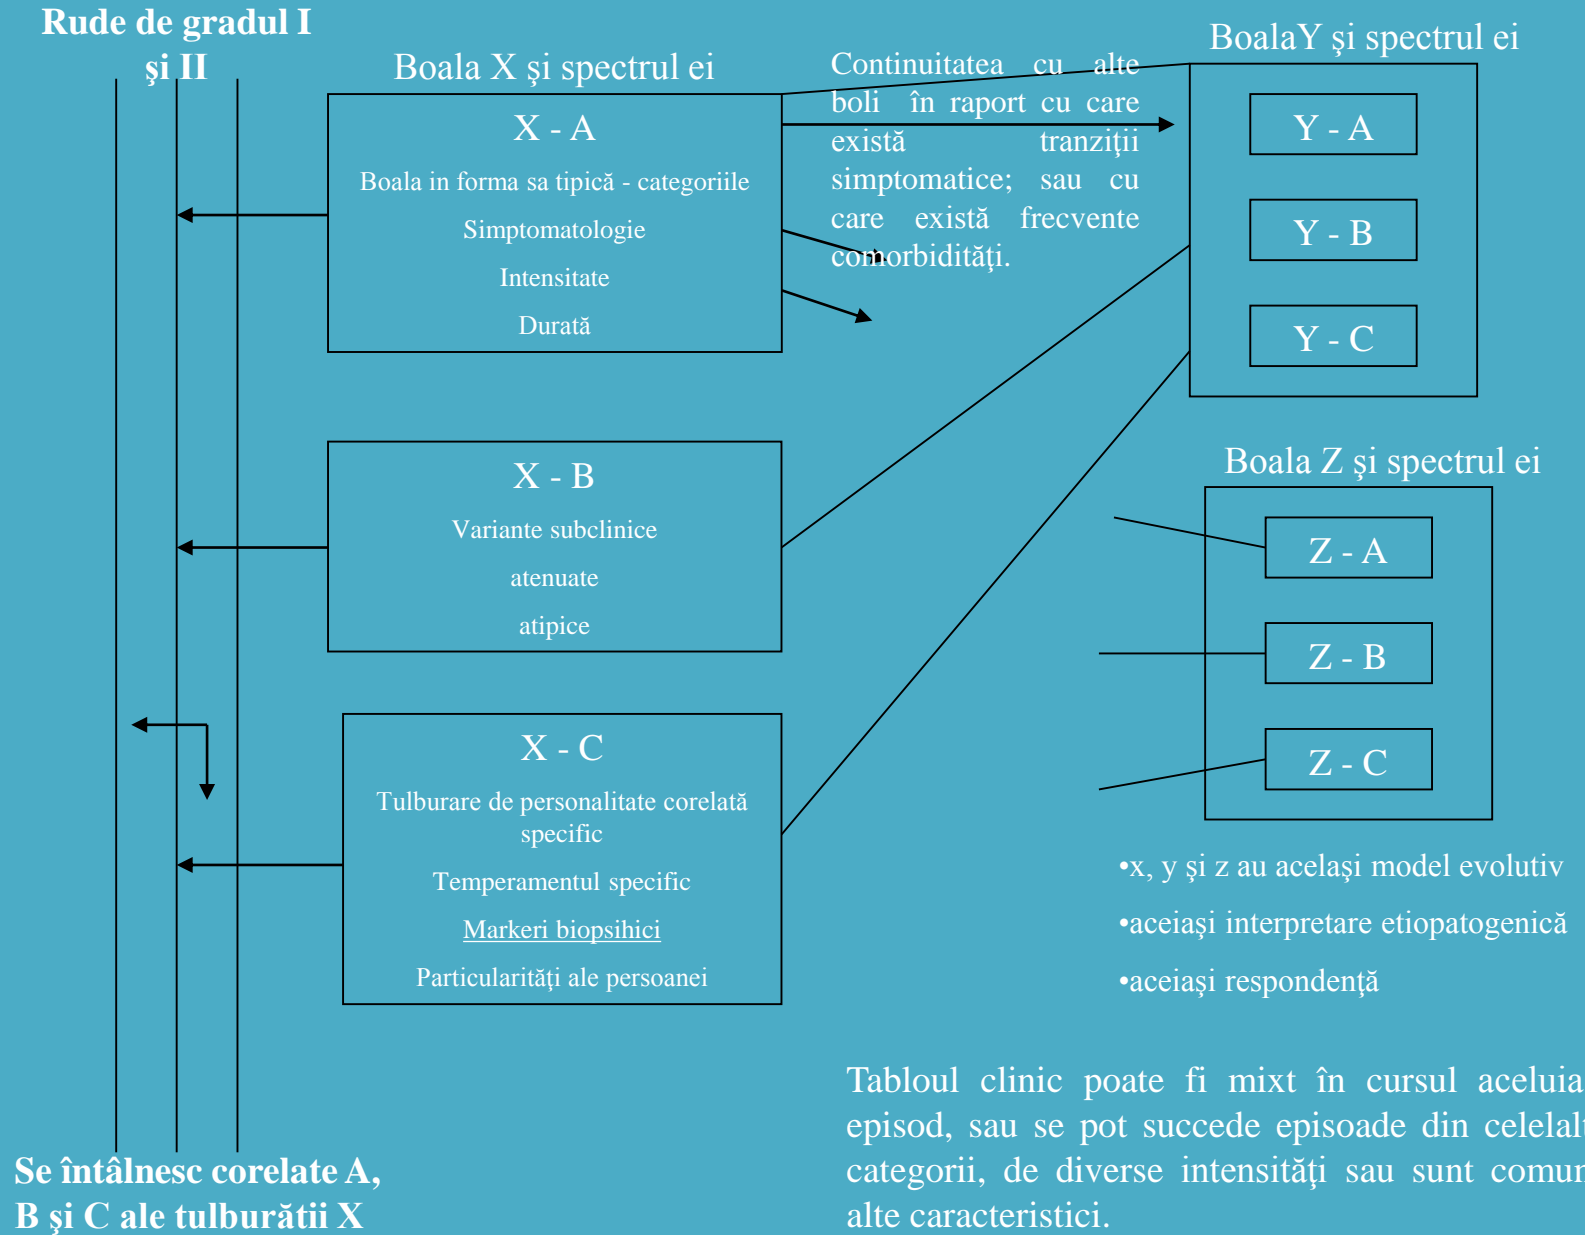 Rude de gradul I
şi II
Boala X şi spectrul ei
X - A
Boala in forma sa tipică - categoriile
Simptomatologie
Intensitate
Durată
X - B
Variante subclinice
atenuate
atipice
X - C
Tulburare de personalitate corelată
specific
Temperamentul specific
Markeri biopsihici
Particularităţi ale persoanei
Se întâlnesc corelate A,
B şi C ale tulburătii X
Continuitatea cu alte
boli în raport cu care
există tranziţii
simptomatice; sau cu
care există frecvente
comorbidităţi.
BoalaY şi spectrul ei
Y - A
Y - B
Y - C
Boala Z şi spectrul ei
Z - A
Z - B
Z - C
•x, y şi z au acelaşi model evolutiv
•aceiaşi interpretare etiopatogenică
•aceiaşi respondenţă
Tabloul clinic poate fi mixt în cursul aceluia
episod, sau se pot succede episoade din celelalt
categorii, de diverse intensităţi sau sunt comun
alte caracteristici.